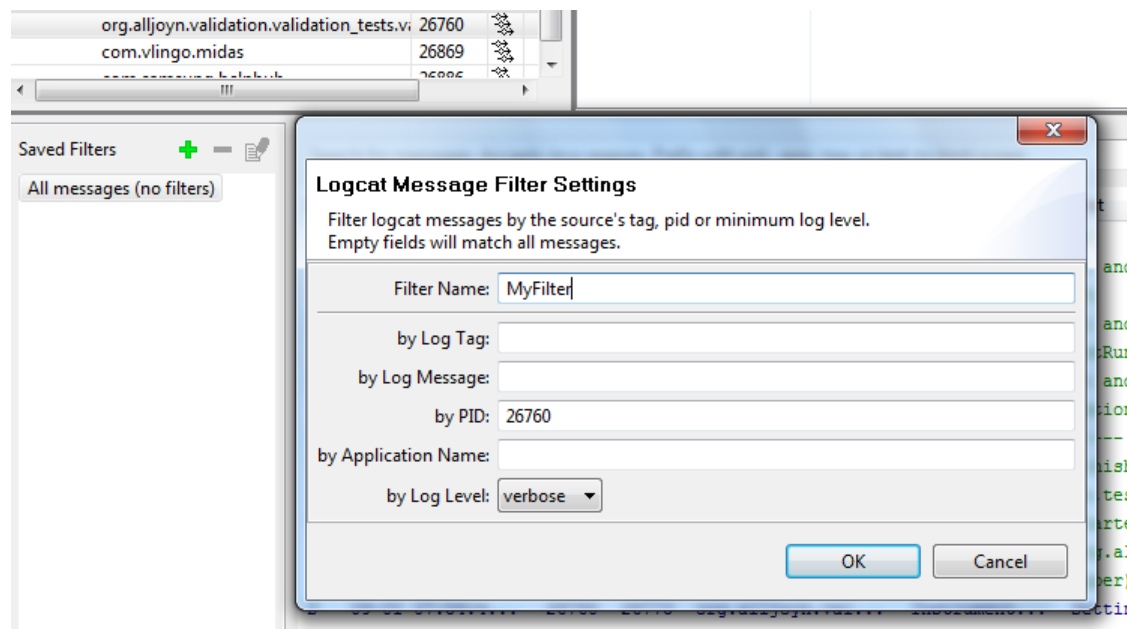 org.alljoyn.validation.validation_tests.va 26760
com.vlingo.midas 26869
Saved Filters
All messages (no filters)
Logcat Message Filter Settings
Filter logcat messages by the source's tag, pid or minimum log level.
Empty fields will match all messages.
Filter Name: MyFilter
by Log Tag:
by Log Message:
by PID: 26760
by Application Name:
by Log Level: verbose
OK Cancel